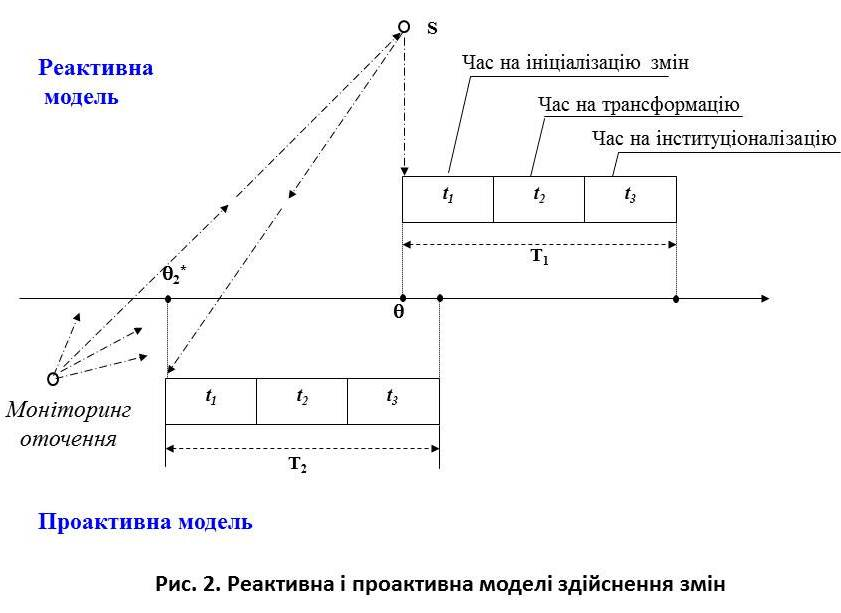 S
Реактивна
модель
Час на ініціалізацію змін
Час на трансформацію
Час на інституціоналізацію
t1 t2 t3
T1
θ2*
θ
t1 t2 t3
Моніторинг
оточення
T2
Проактивна модель
Рис. 2. Реактивна і проактивна моделі здійснення змін